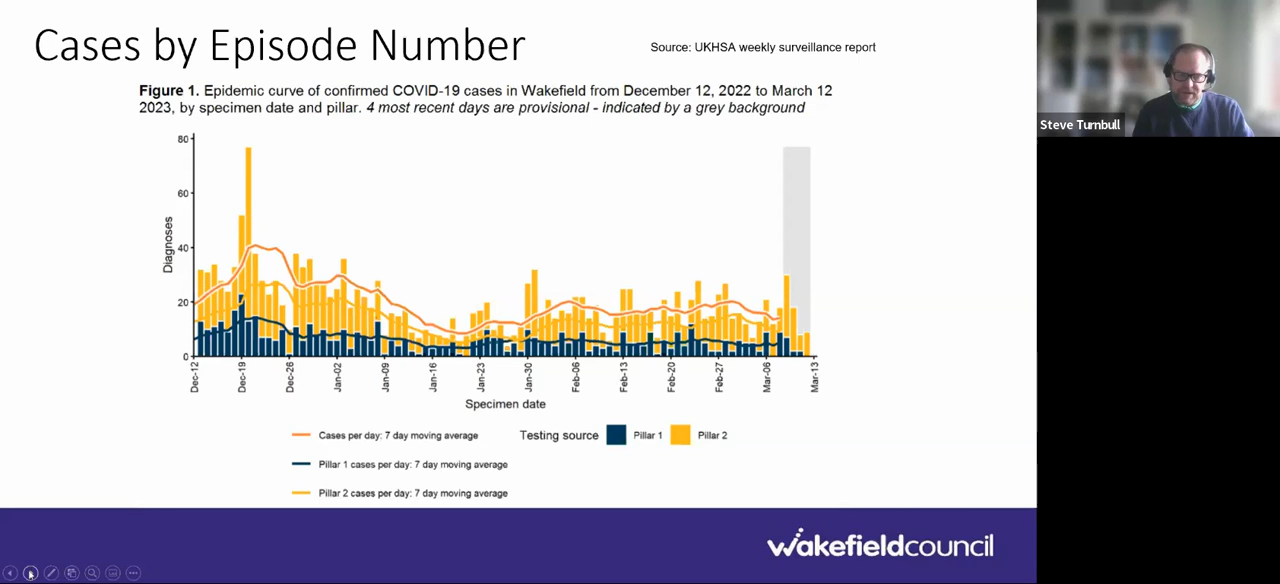 Cases by Episode Number
Source: UKHSA weekly surveillance report
Figure 1. Epidemic curve of confirmed COVID-19 cases in Wakefield from December 12, 2022 to March 12
2023, by specimen date and pillar. 4 most recent days are provisional - indicated by a grey background
80
60
40
20
0
Diagnoses
Dec-12
Dec-19
Dec-26
Jan-02
Jan-09
Jan-16
Jan-23
Jan-30
Feb-06
Feb-13
Feb-20
Feb-27
Mar-06
Mar-13
Specimen date
Cases per day: 7 day moving average
Testing source
Pillar 1
Pillar 2
Pillar 1 cases per day: 7 day moving average
Pillar 2 cases per day: 7 day moving average
wakefieldcouncil
Steve Turnbull